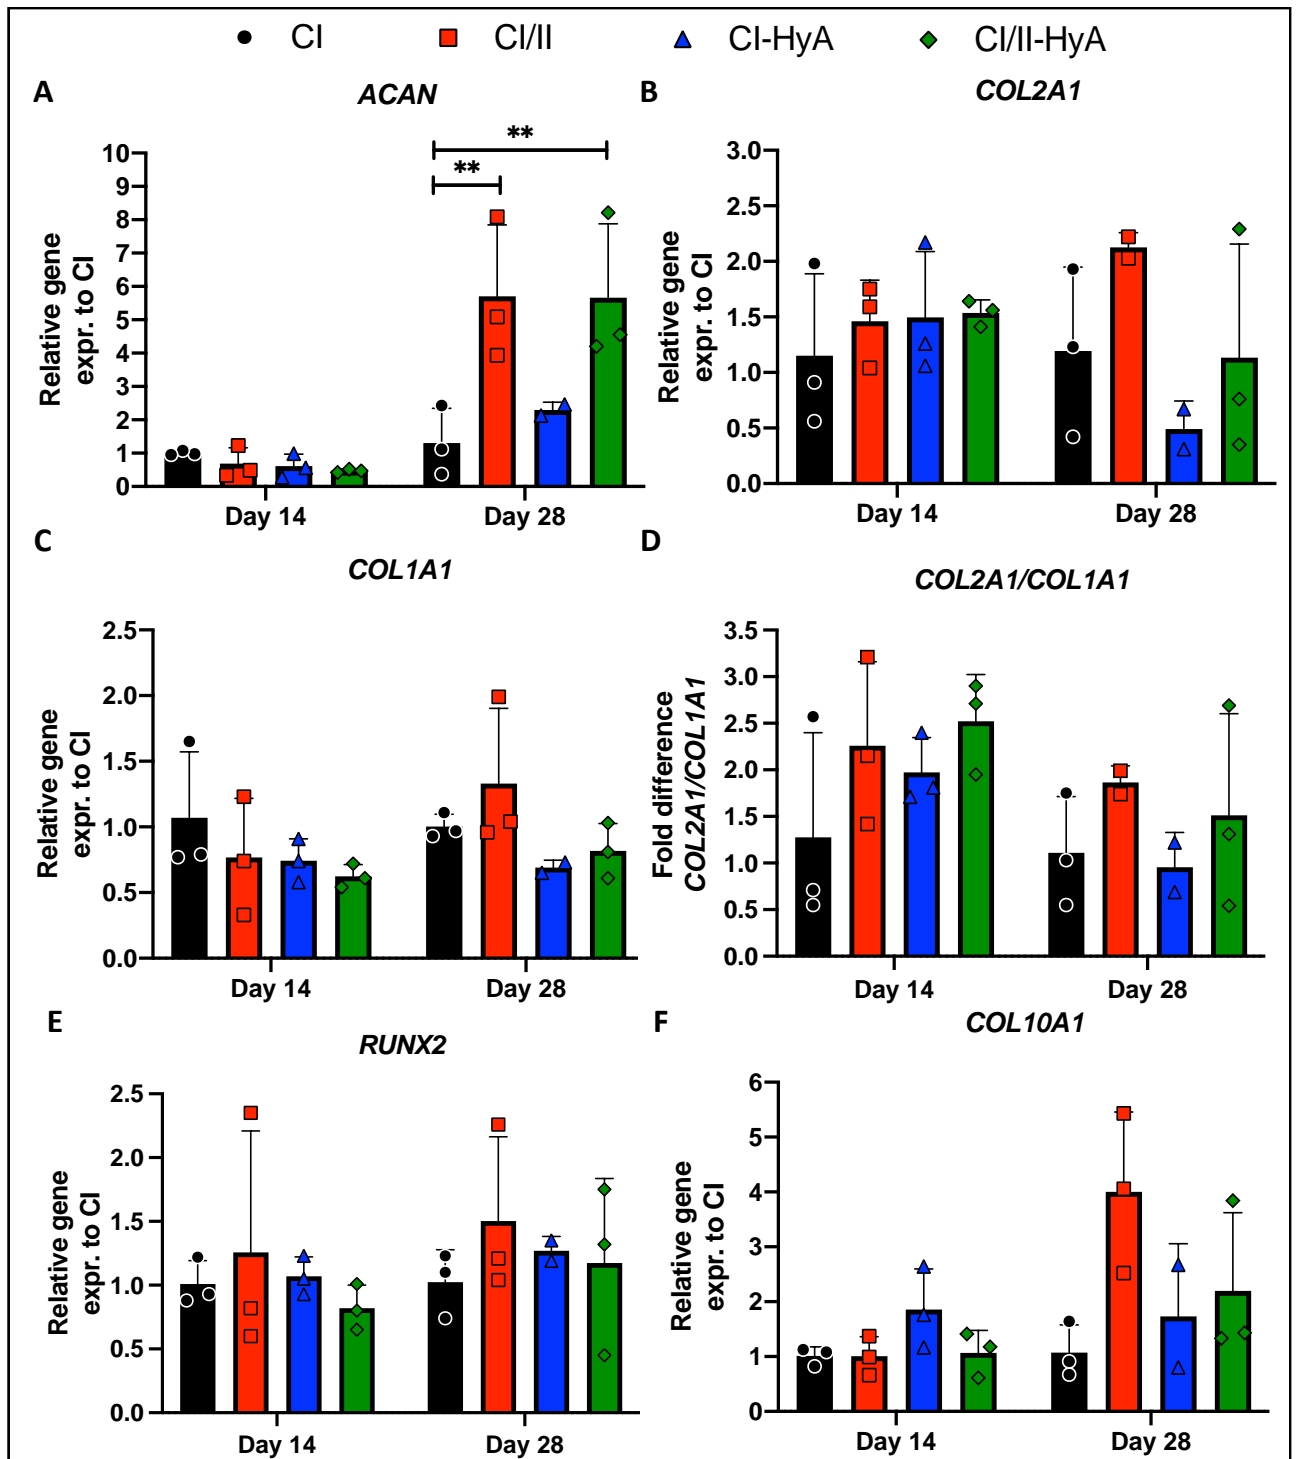 CI CI/II CI-HyA CI/II-HyA
A
ACAN
**
**
10
9
8
7
6
5
4
3
2
1
0
Relative gene
expr. to CI
Day 14 Day 28
B
COL2A1
3.0
2.5
2.0
1.5
1.0
0.5
0.0
Relative gene
expr. to CI
Day 14 Day 28
C
COL1A1
2.5
2.0
1.5
1.0
0.5
0.0
Relative gene
expr. to CI
Day 14 Day 28
D
COL2A1/COL1A1
3.5
3.0
2.5
2.0
1.5
1.0
0.5
0.0
Fold difference
COL2A1/COL1A1
Day 14 Day 28
E
RUNX2
2.5
2.0
1.5
1.0
0.5
0.0
Relative gene
expr. to CI
Day 14 Day 28
F
COL10A1
6
5
4
3
2
1
0
Relative gene
expr. to CI
Day 14 Day 28